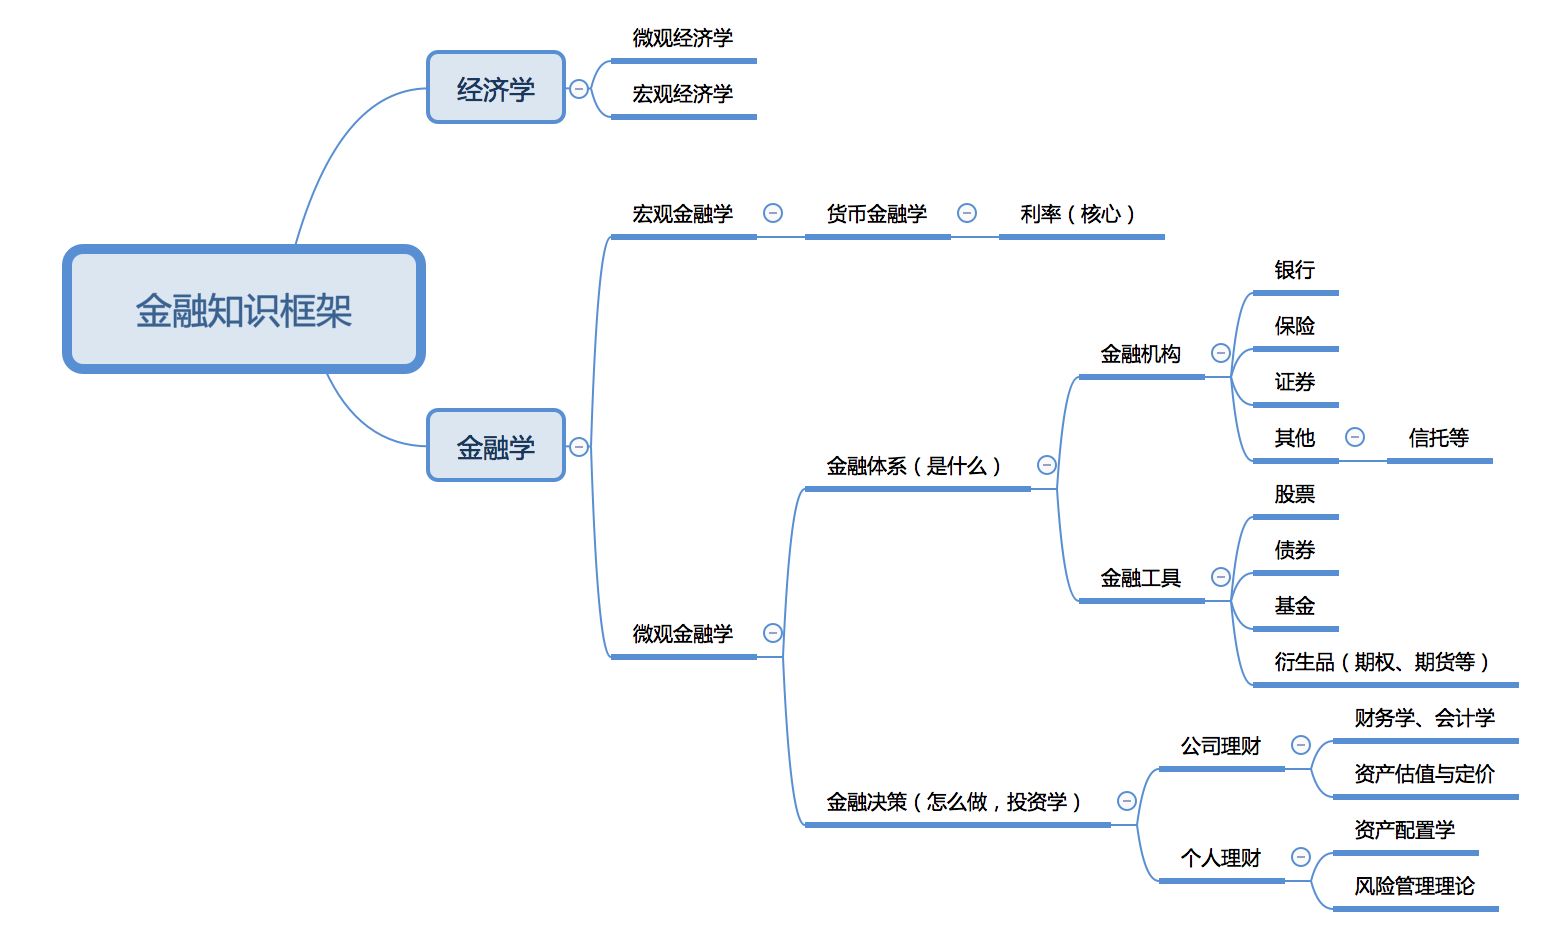 金融知识框架
经济学
微观经济学
宏观经济学
金融学
宏观金融学
货币金融学
利率（核心）
微观金融学
金融体系（是什么）
金融机构
银行
保险
证券
其他
信托等
金融工具
股票
债券
基金
衍生品（期权、期货等）
金融决策（怎么做，投资学）
公司理财
财务学、会计学
资产估值与定价
个人理财
资产配置学
风险管理理论